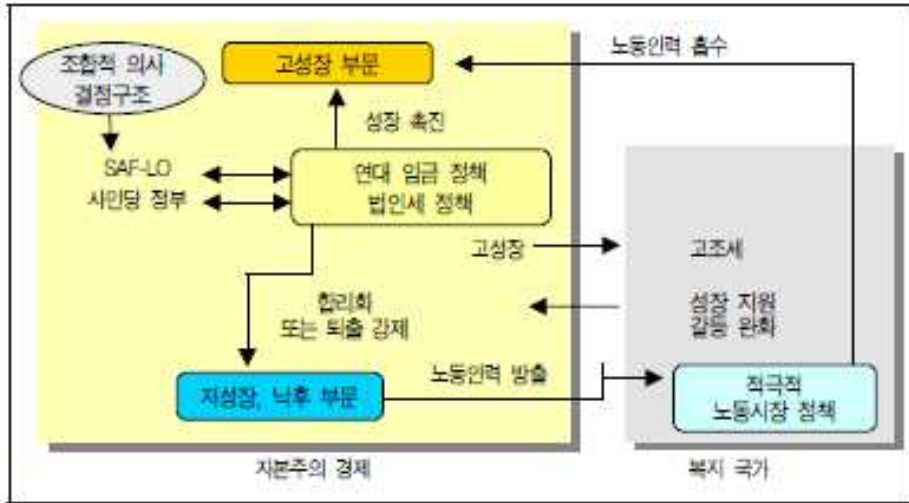 조합적 의사
결정구조
고성장 부문
노동인력 흡수
성장 촉진
SAF-LO
사민당 정부
연대 임금 정책
법인세 정책
고성장
고조세
합리화
또는 퇴출 강제
성장 지원
갈등 완화
저성장, 낙후 부문
노동인력 방출
적극적
노동시장 정책
자본주의 경제
복지 국가